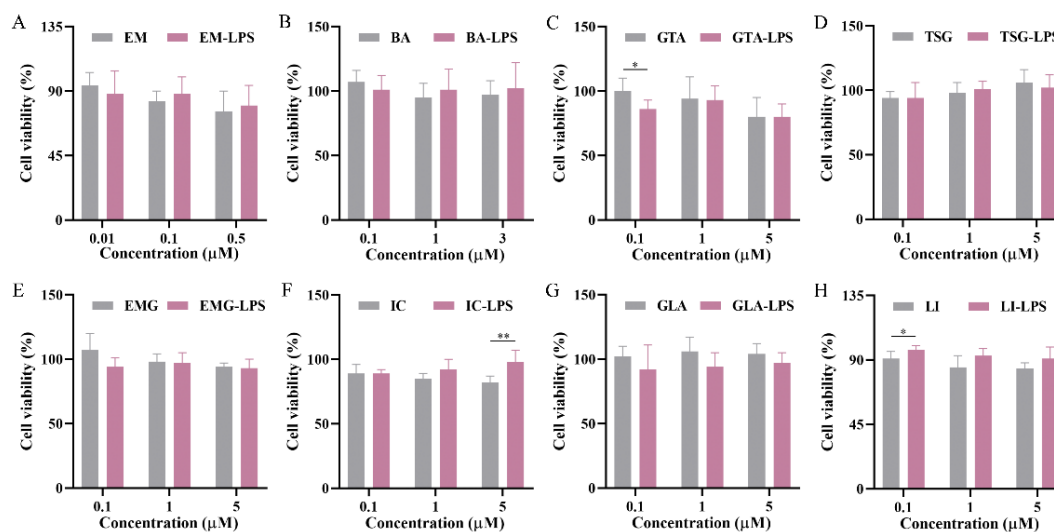 A
EM EM-LPS
Cell viability (%)
135
90
45
0
0.01 0.1 0.5
Concentration (μM)
B
BA BA-LPS
Cell viability (%)
150
100
50
0
0.1 1 3
Concentration (μM)
C
GTA GTA-LPS
Cell viability (%)
150
100
50
0
*
0.1 1 5
Concentration (μM)
D
TSG TSG-LPS
Cell viability (%)
150
100
50
0
0.1 1 5
Concentration (μM)
E
EMG EMG-LPS
Cell viability (%)
150
100
50
0
0.1 1 5
Concentration (μM)
F
IC IC-LPS
Cell viability (%)
150
100
50
0
**
0.1 1 5
Concentration (μM)
G
GLA GLA-LPS
Cell viability (%)
150
100
50
0
0.1 1 5
Concentration (μM)
H
LI LI-LPS
Cell viability (%)
135
90
45
0
*
0.1 1 5
Concentration (μM)